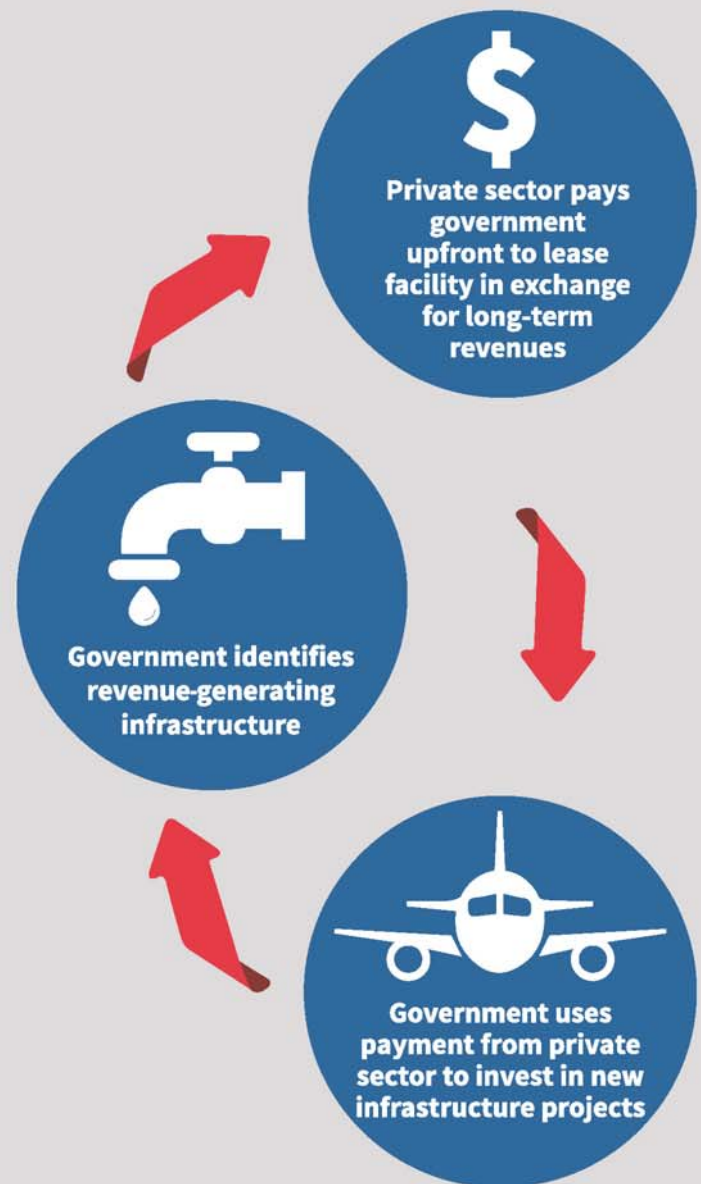 $
Private sector pays
government
upfront to lease
facility in exchange
for long-term
revenues
Government identifies
revenue-generating
infrastructure
Government uses
payment from private
sector to invest in new
infrastructure projects